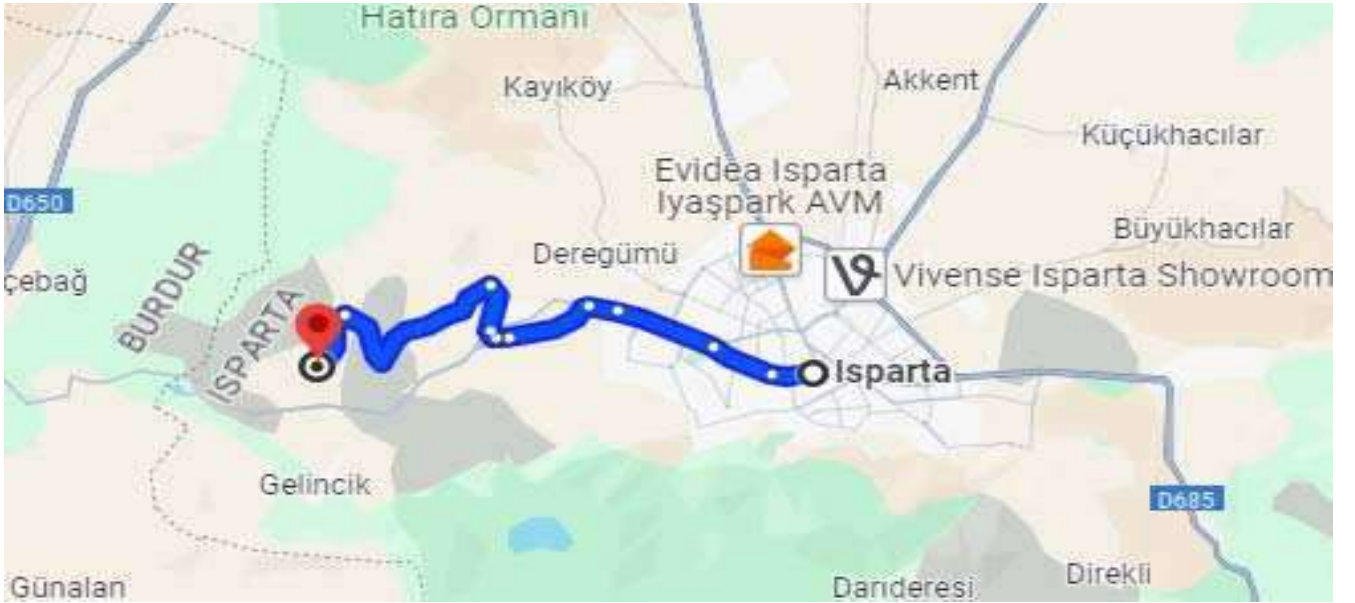 Hatıra Ormanı
Kayıköy
Akkent
Küçükhacılar
Evidea Isparta
Iyaşpark AVM
D650
Büyükhacılar
Deregümü
çebağ
BURDUR
ISPARTA
Vivense Isparta Showroom
Isparta
Gelincik
D685
Günalan
Darıderesi
Direkli